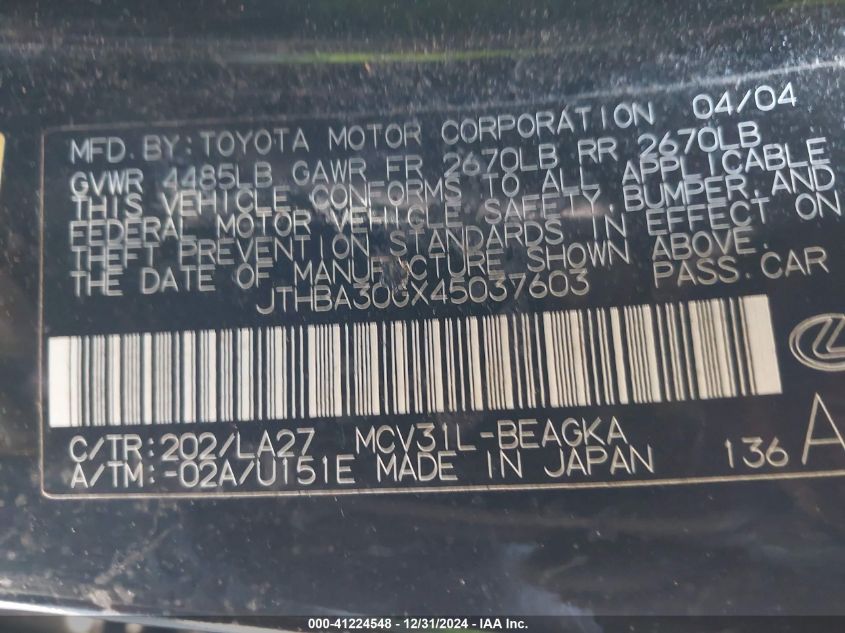 MFD. BY: TOYOTA MOTOR CORPORATION 04/04
GVWR 4485LB GAWR FR 2670LB RR 2670LB
THIS VEHICLE CONFORMS TO ALL APPLICABLE
FEDERAL MOTOR VEHICLE SAFETY, BUMPER, AND
THEFT PREVENTION STANDARDS IN EFFECT ON
THE DATE OF MANUFACTURE SHOWN ABOVE.
JTHBA30GX45037603 PASS. CAR
C/TR:202/LA27 MCV31L-BEAGKA
A/TM:-02A/U151E MADE IN JAPAN 136 A
000-41224548 - 12/31/2024 - IAA Inc.